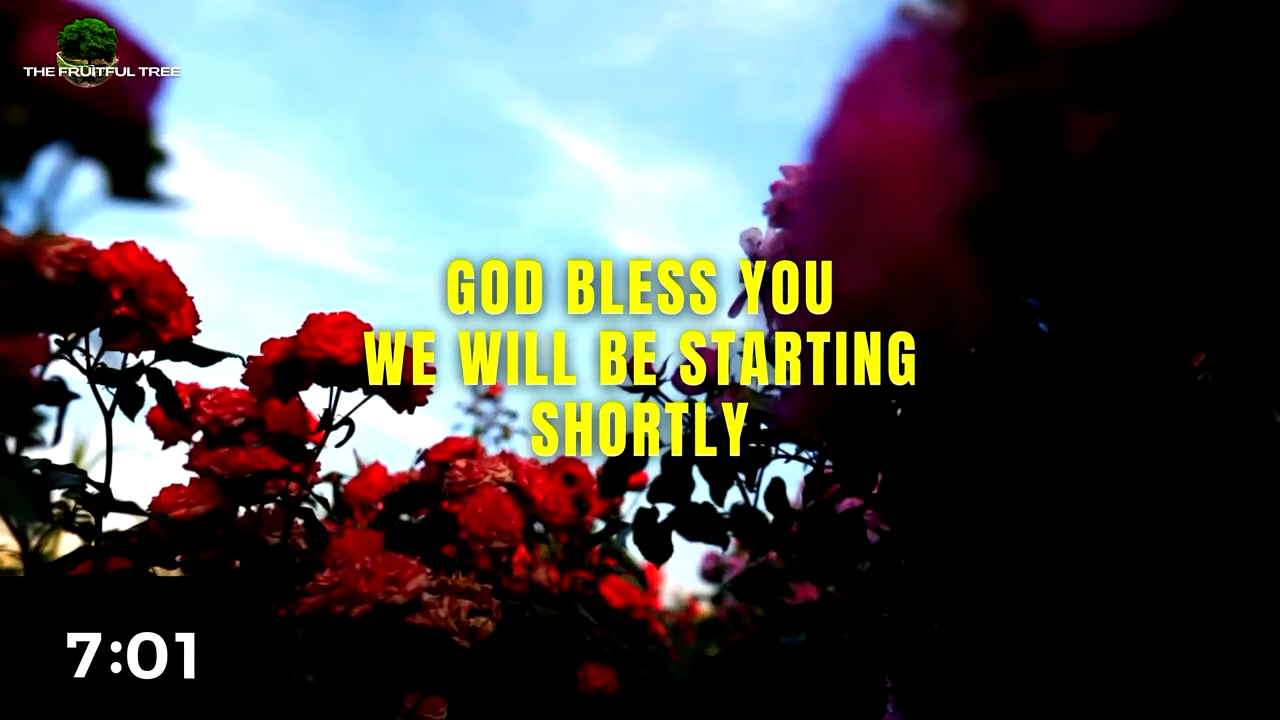 THE FRUITFUL TREE
GOD BLESS YOU
WE WILL BE STARTING
SHORTLY
7:01